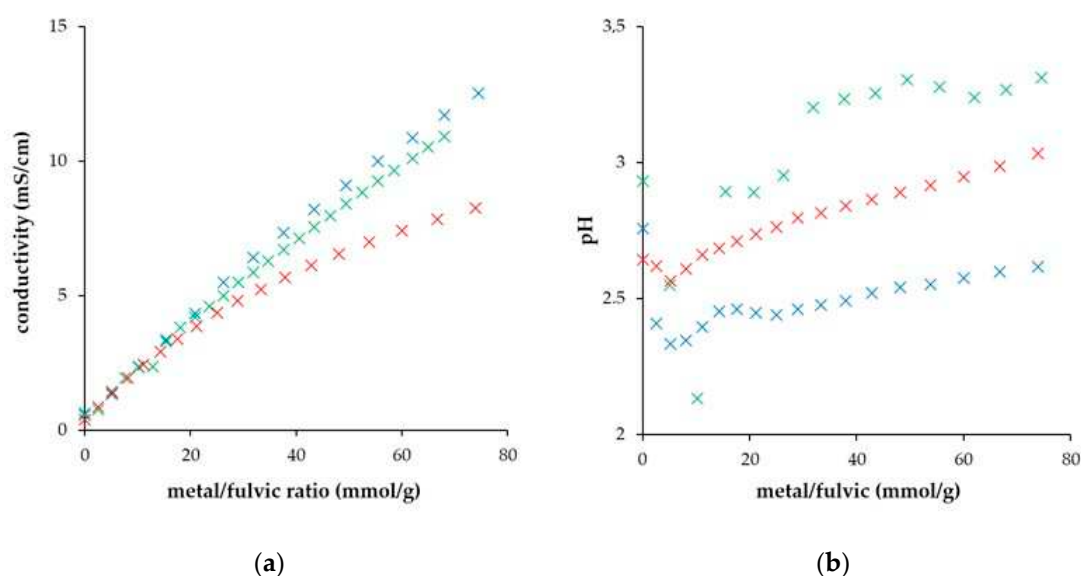 15
10
5
0
conductivity (mS/cm)
0 20 40 60 80
metal/fulvic ratio (mmol/g)
(a)
3,5
3
2.5
2
pH
0 20 40 60 80
metal/fulvic (mmol/g)
(b)